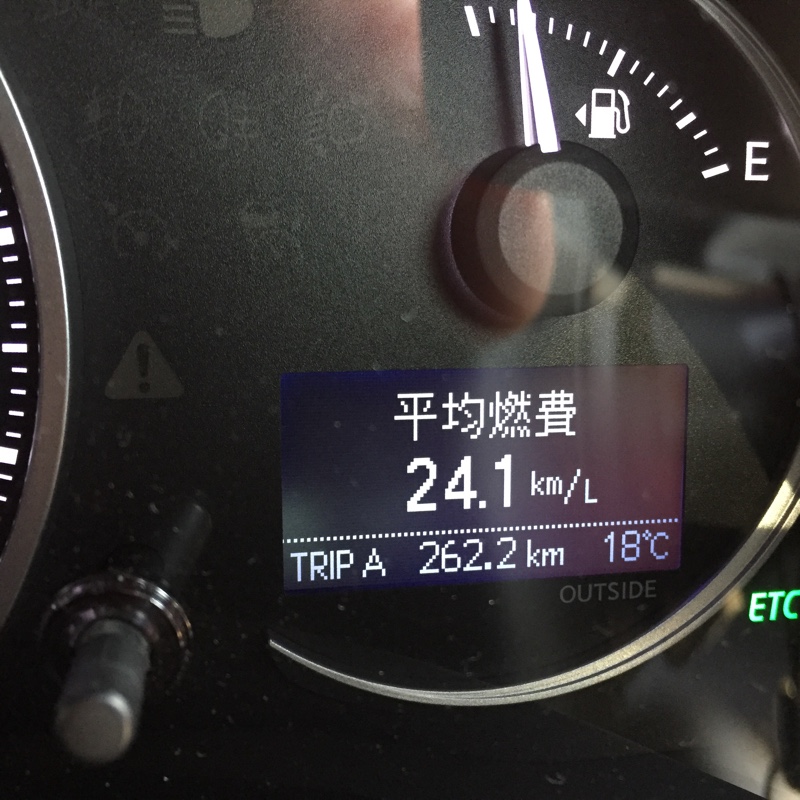 E
平均燃費
24.1 km/L
TRIP A 262.2 km 18℃
OUTSIDE
ETC